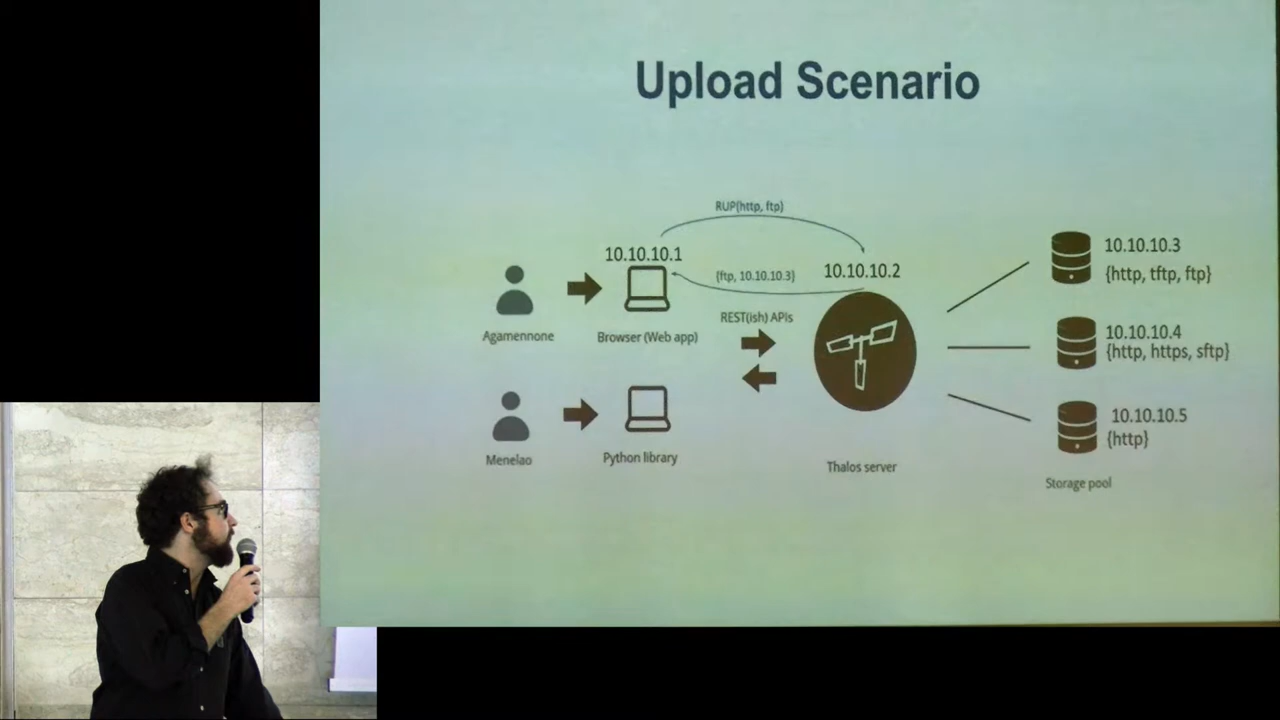 Upload Scenario
RUP(http, ftp)
10.10.10.1
(ftp, 10.10.10.3)
10.10.10.2
REST(ish) APIs
Agamennone
Browser (Web app)
Menelao
Python library
Thalos server
10.10.10.3
{http, tftp, ftp}
10.10.10.4
{http, https, sftp}
10.10.10.5
{http}
Storage pool